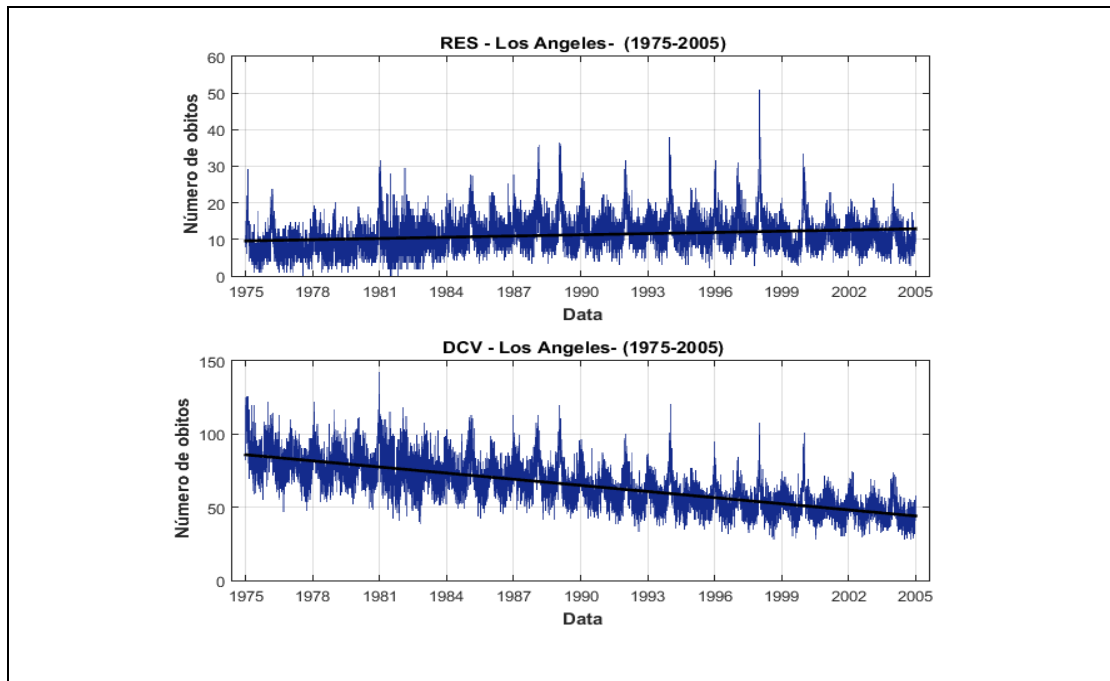 RES - Los Angeles- (1975-2005)
60
50
40
30
20
10
0
Número de obitos
1975 1978 1981 1984 1987 1990 1993 1996 1999 2002 2005
Data
DCV - Los Angeles- (1975-2005)
150
100
50
0
Número de obitos
1975 1978 1981 1984 1987 1990 1993 1996 1999 2002 2005
Data